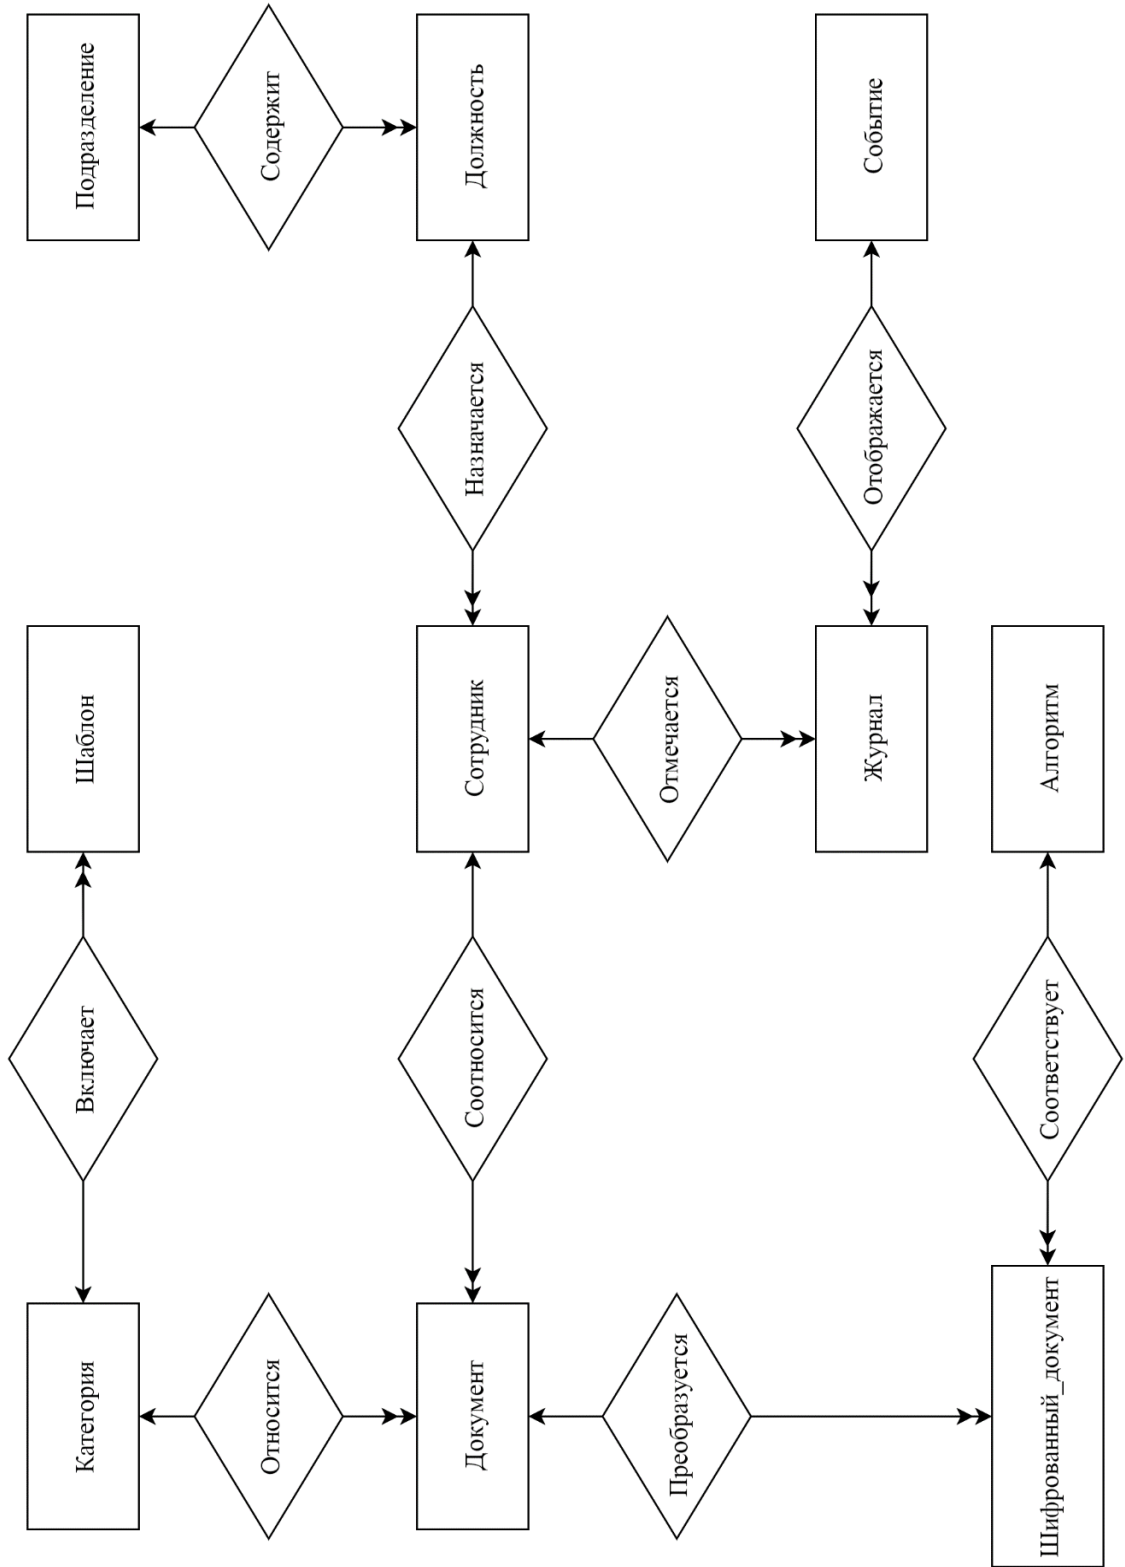 Категория
Включает
Шаблон
Подразделение
Относится
Содержит
Документ
Соотносится
Сотрудник
Назначается
Должность
Преобразуется
Отмечается
Журнал
Отображается
Событие
Шифрованный_документ
Соответствует
Алгоритм